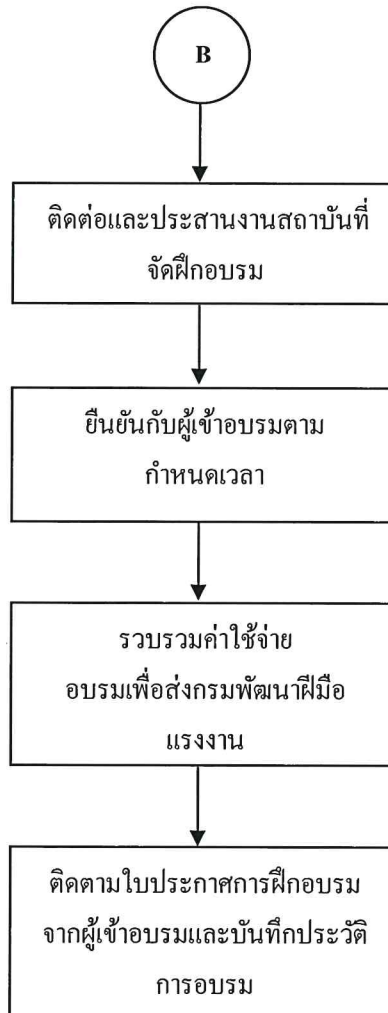 B
ติดต่อและประสานงานสถาบันที่
จัดฝึกอบรม
ยืนยันกับผู้เข้าอบรมตาม
กำหนดเวลา
รวบรวมค่าใช้จ่าย
อบรมเพื่อส่งกรมพัฒนาฝีมือ
แรงงาน
ติดตามใบประกาศการฝึกอบรม
จากผู้เข้าอบรมและบันทึกประวัติ
การอบรม